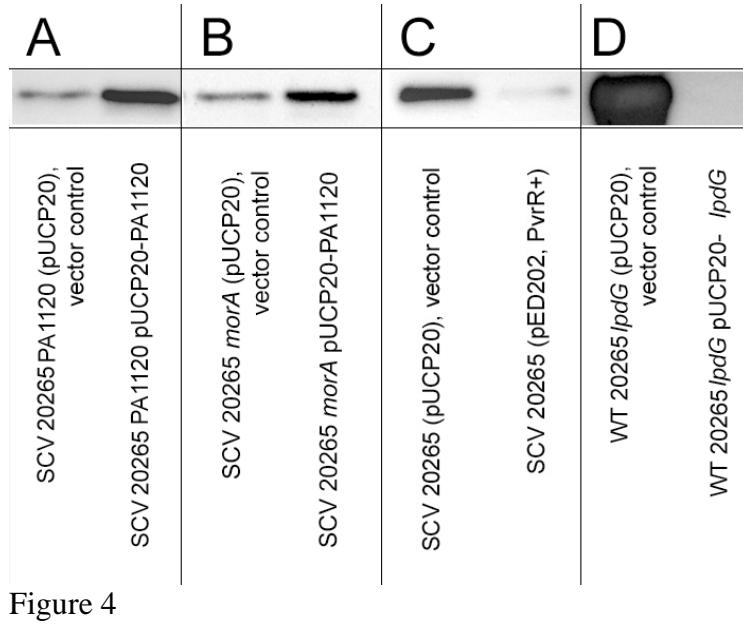 A
B
C
D
SCV 20265 PA1120 (pUCP20),
vector control
SCV 20265 PA1120 pUCP20-PA1120
SCV 20265 morA (pUCP20),
vector control
SCV 20265 morA pUCP20-PA1120
SCV 20265 (pUCP20), vector control
SCV 20265 (pED202, PvrR+)
WT 20265 lpdG (pUCP20),
vector control
WT 20265 lpdG pUCP20- lpdG
Figure 4